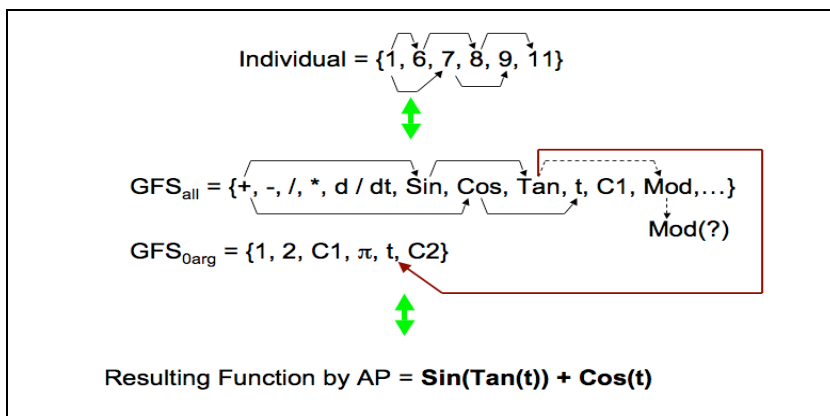 Individual = {1, 6, 7, 8, 9, 11}
GFSall = {+, -, /, *, d / dt, Sin, Cos, Tan, t, C1, Mod,...}
Mod(?)
GFS0arg = {1, 2, C1, π, t, C2}
Resulting Function by AP = Sin(Tan(t)) + Cos(t)